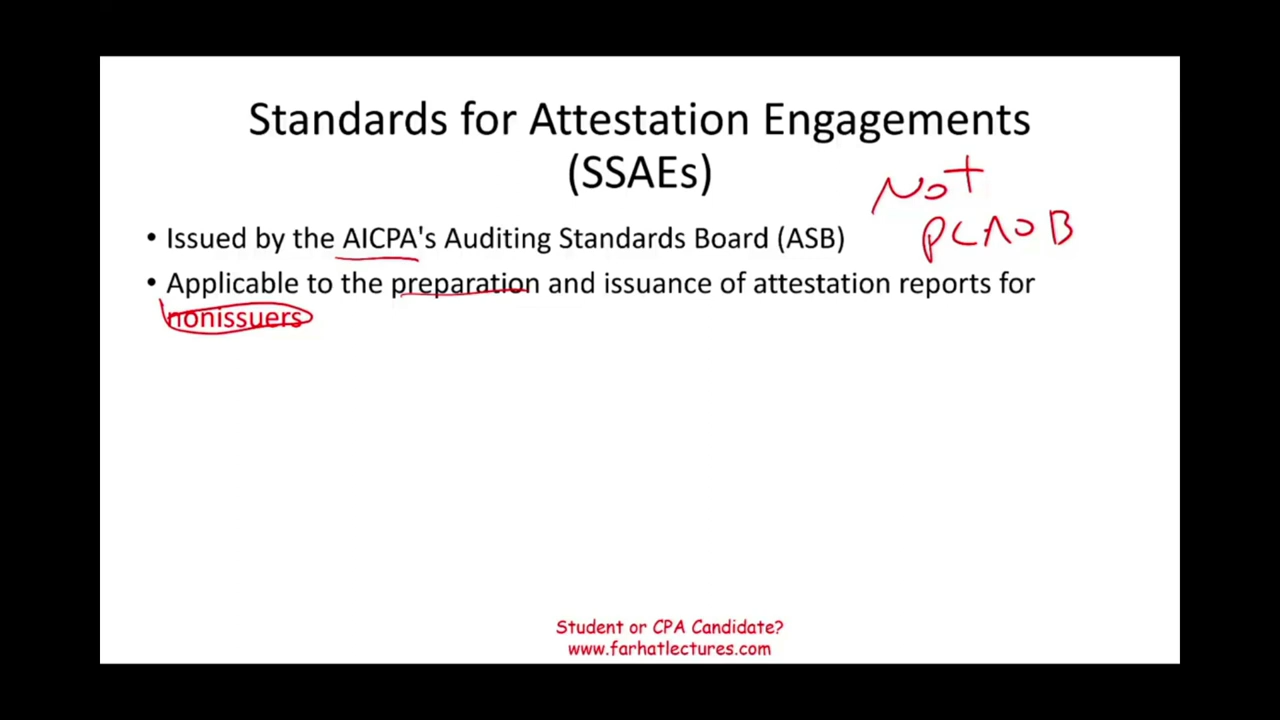 Standards for Attestation Engagements
(SSAEs)
Not
PCAOB
• Issued by the AICPA's Auditing Standards Board (ASB)
• Applicable to the preparation and issuance of attestation reports for
nonissuers
Student or CPA Candidate?
www.farhatlectures.com